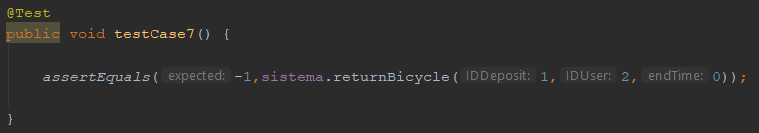 @Test
public void testCase7() {
assertEquals( expected: -1,sistema.returnBicycle( IDDeposit: 1, IDUser: 2, endTime: 0));
}